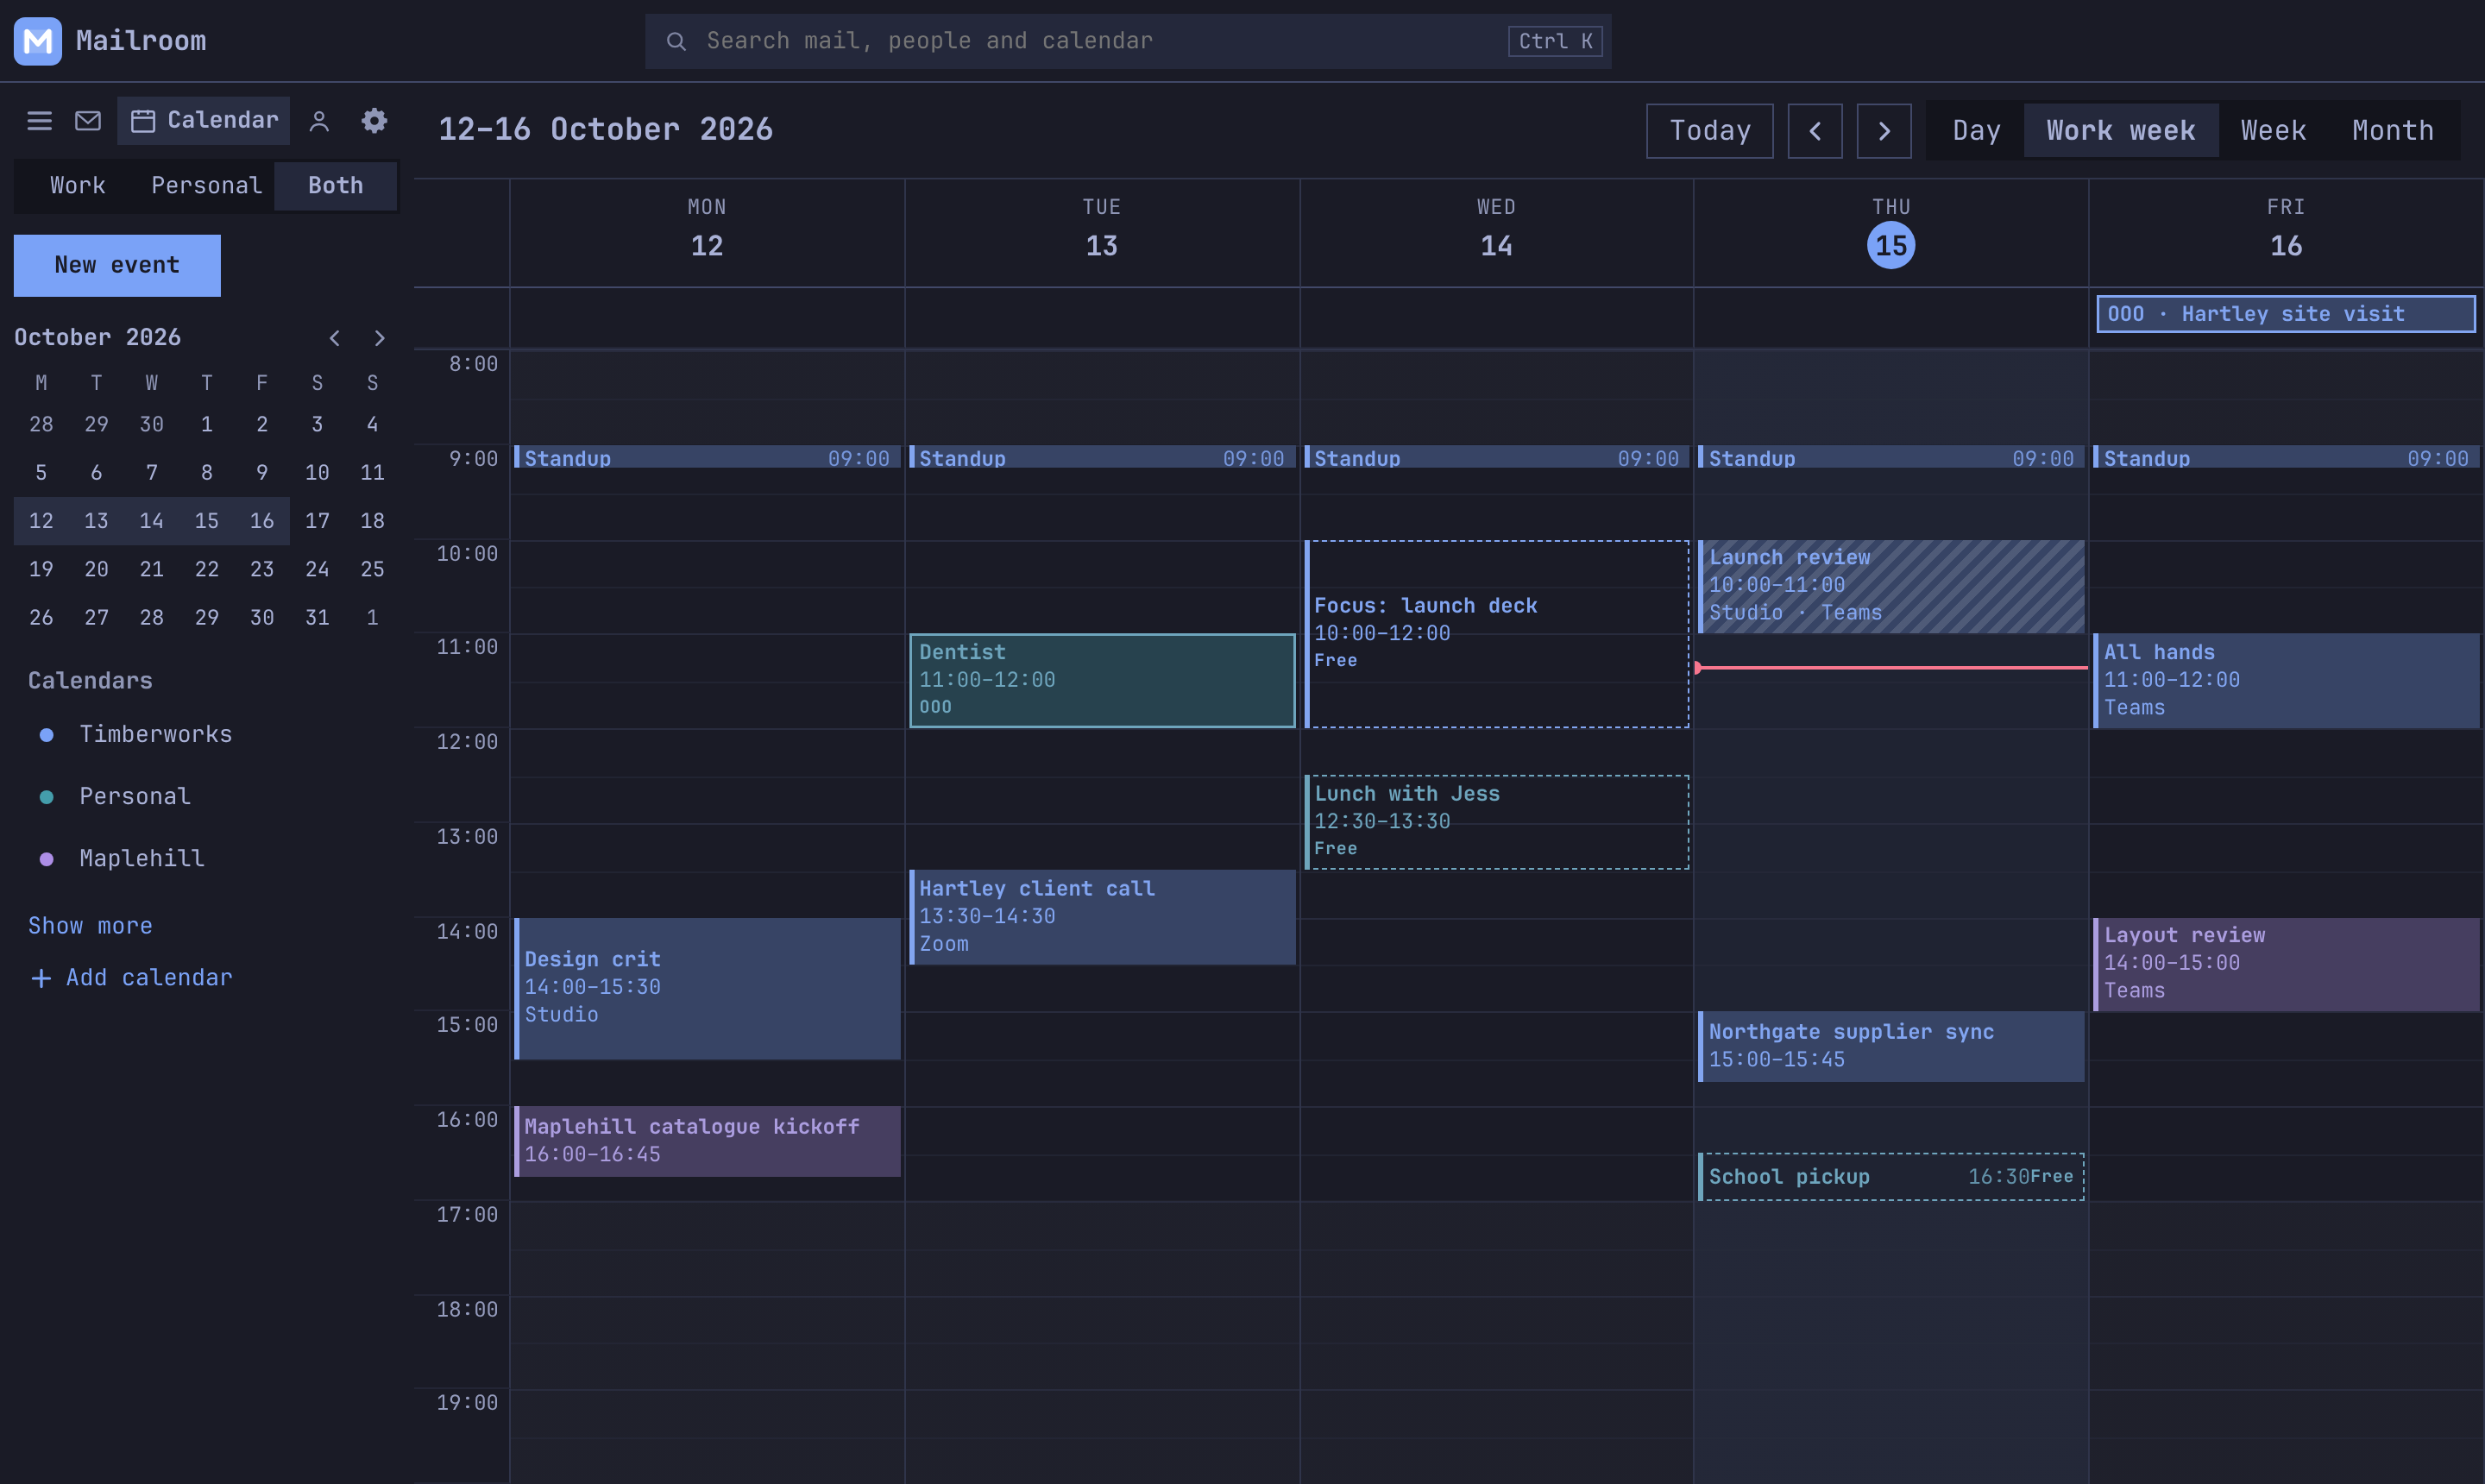 Mailroom
Search mail, people and calendar
Ctrl K
Calendar
Work Personal Both
New event
October 2026
M T W T F S S
28 29 30 1 2 3 4
5 6 7 8 9 10 11
12 13 14 15 16 17 18
19 20 21 22 23 24 25
26 27 28 29 30 31 1
Calendars
Timberworks
Personal
Maplehill
Show more
Add calendar
12–16 October 2026
Today
Day Work week Week Month
MON
12
TUE
13
WED
14
THU
15
FRI
16
OOO · Hartley site visit
8:00
9:00
10:00
11:00
12:00
13:00
14:00
15:00
16:00
17:00
18:00
19:00
Standup 09:00
Design crit
14:00–15:30
Studio
Maplehill catalogue kickoff
16:00–16:45
Standup 09:00
Dentist
11:00–12:00
OOO
Hartley client call
13:30–14:30
Zoom
Standup 09:00
Focus: launch deck
10:00–12:00
Free
Lunch with Jess
12:30–13:30
Free
Standup 09:00
Launch review
10:00–11:00
Studio · Teams
Northgate supplier sync
15:00–15:45
School pickup 16:30 Free
Standup 09:00
All hands
11:00–12:00
Teams
Layout review
14:00–15:00
Teams